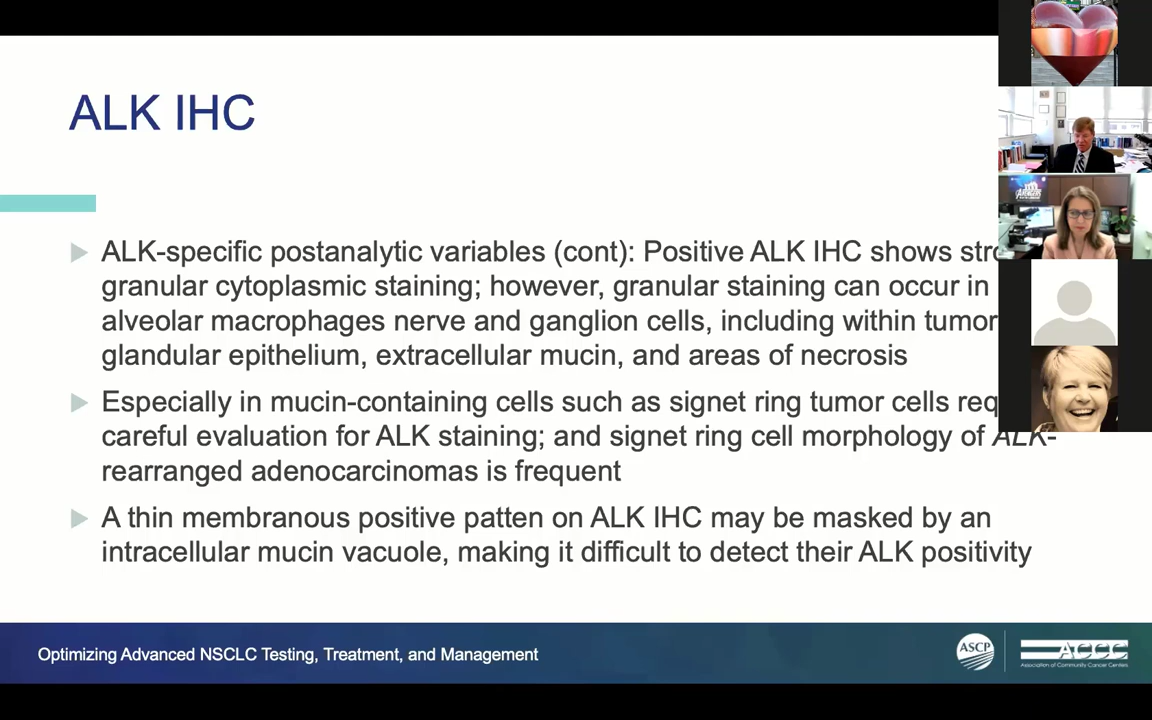 ALK IHC
ALK-specific postanalytic variables (cont): Positive ALK IHC shows
granular cytoplasmic staining; however, granular staining can occur in
alveolar macrophages nerve and ganglion cells, including within tumor
glandular epithelium, extracellular mucin, and areas of necrosis
Especially in mucin-containing cells such as signet ring tumor cells
careful evaluation for ALK staining; and signet ring cell morphology of ALK-
rearranged adenocarcinomas is frequent
A thin membranous positive patten on ALK IHC may be masked by an
intracellular mucin vacuole, making it difficult to detect their ALK positivity
Optimizing Advanced NSCLC Testing, Treatment, and Management
ASCP
ACCC
Association of Community Cancer Centers